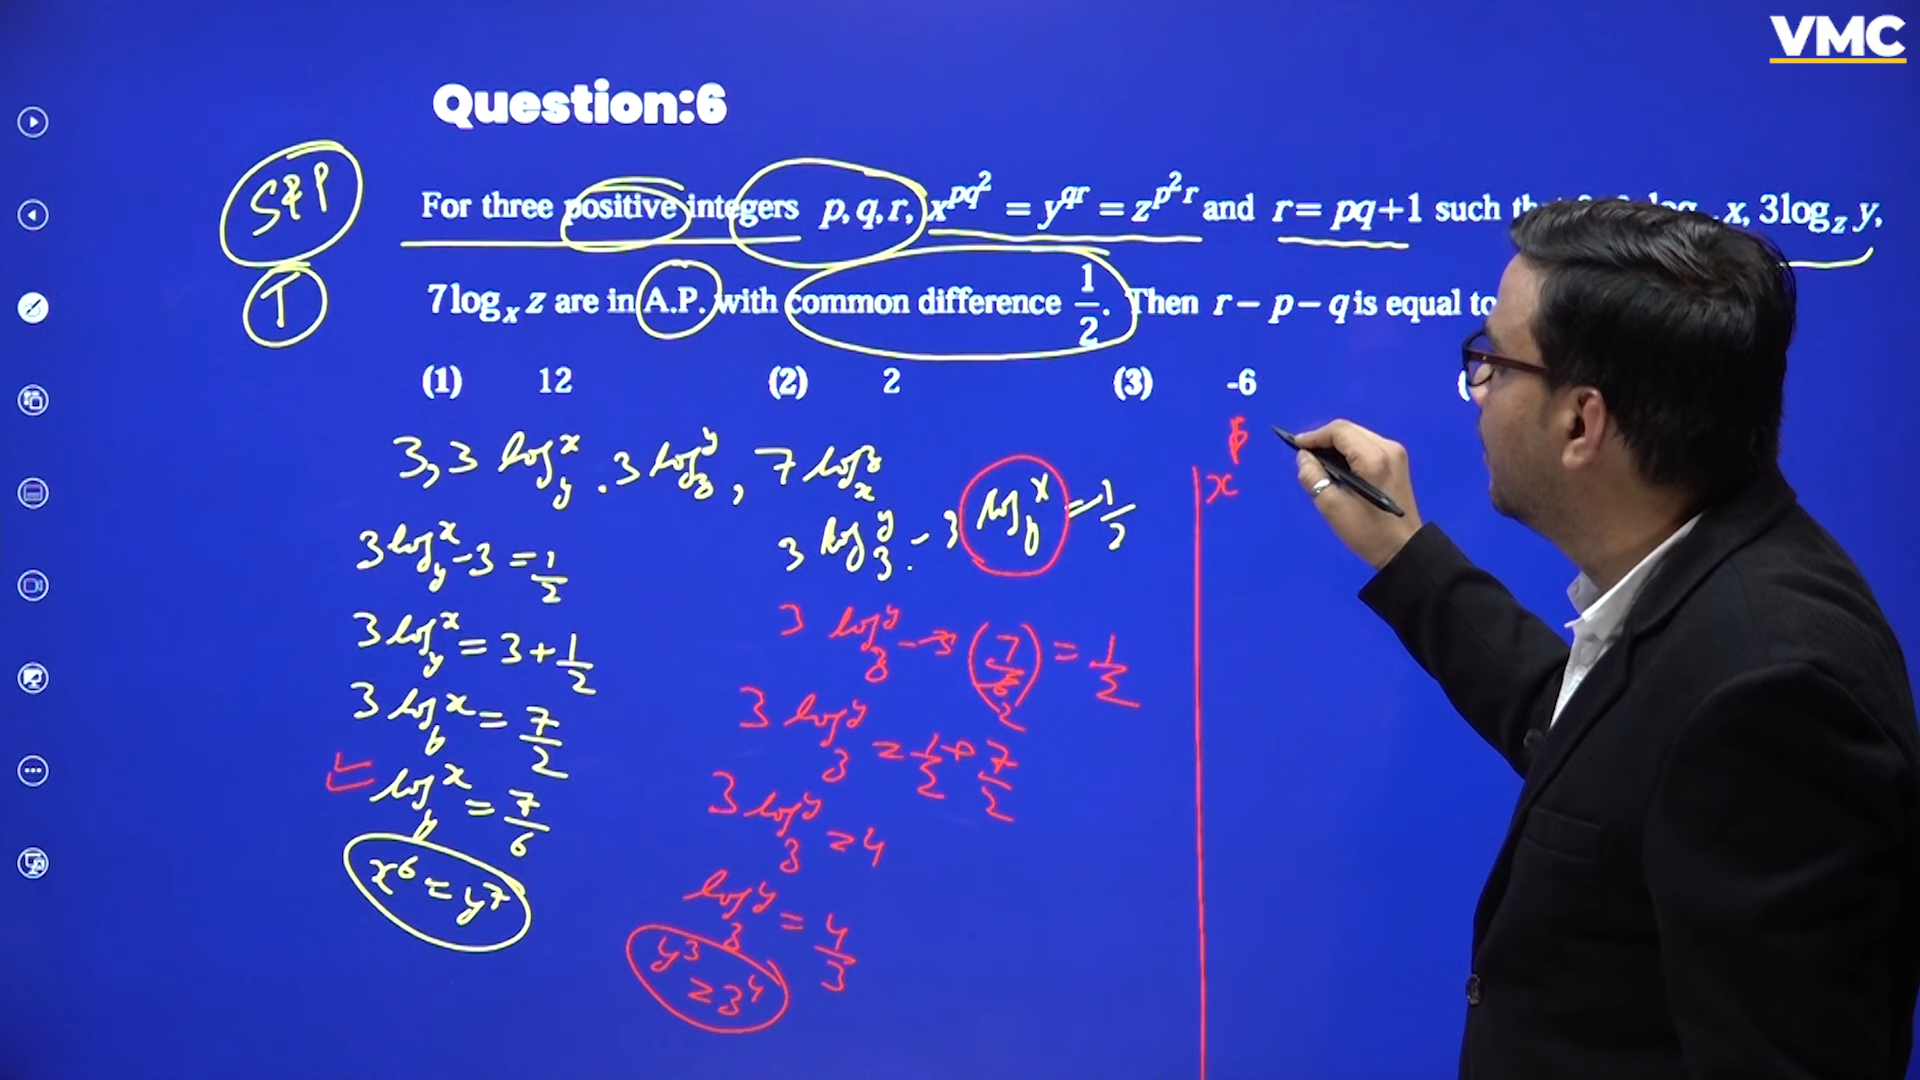 VMC
Question:6
S&P
T
For three positive integers p, q, r, x^{pq^2} = y^{qr} = z^{p^2r} and r = pq+1 such x, 3log_z y,
7log_x z are in A.P. with common difference 1/2. Then r − p − q is equal to
(1) 12 (2) 2 (3) -6
3, 3 log_y x . 3 log_z y, 7 log_x z
3 log_y x - 3 = 1/2
3 log_y x = 3 + 1/2
3 log_y x = 7/2
log_y x = 7/6
x^6 = y^7
3 log_z y - 3 log_y x = 1/2
3 log_z y - 3 (7/6) = 1/2
2
3 log_z y = 1/2 + 7/2
3 log_z y = 4
log_z y = 4/3
y^3 = z^4
x^p